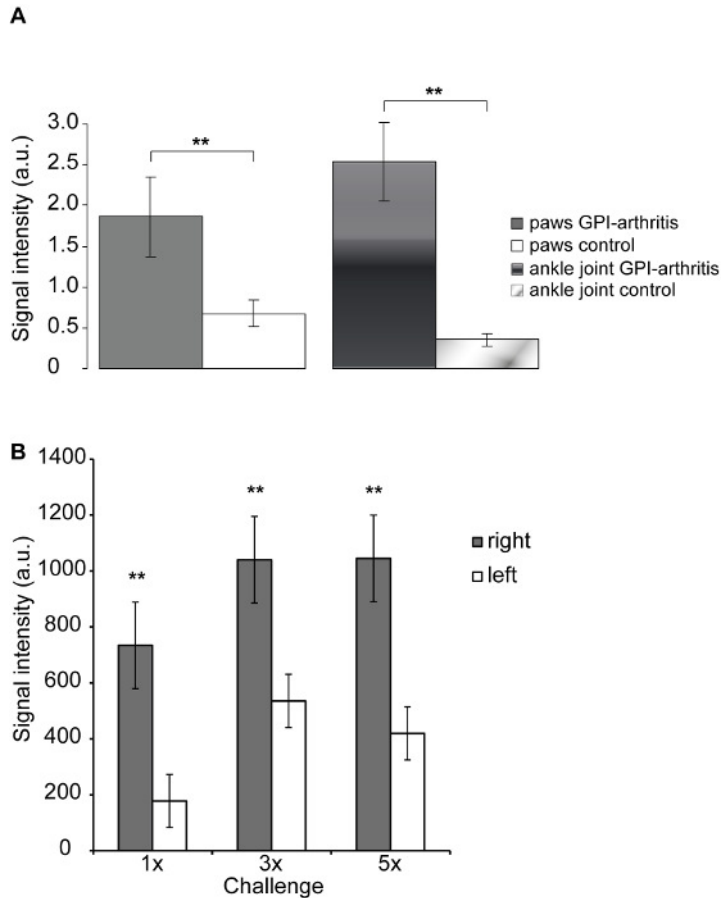 A
Signal intensity (a.u.)
3.0
2.5
2.0
1.5
1.0
0.5
0
**
**
paws GPI-arthritis
paws control
ankle joint GPI-arthritis
ankle joint control
B
Signal intensity (a.u.)
1400
1200
1000
800
600
400
200
0
**
**
**
right
left
1x 3x 5x
Challenge